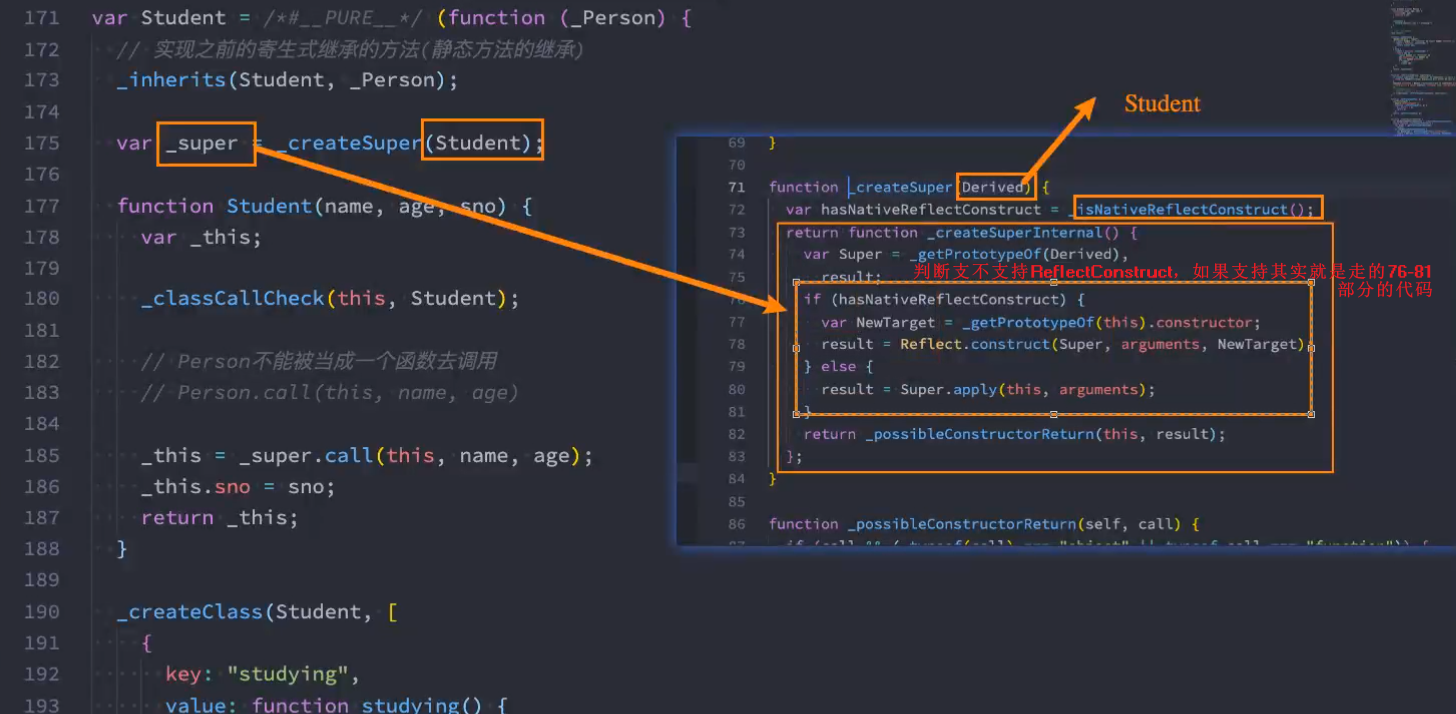 171 var Student = /*#__PURE__*/ (function (_Person) {
172 // 实现之前的寄生式继承的方法(静态方法的继承)
173 _inherits(Student, _Person);
174
175 var _super = _createSuper(Student);
176
177 function Student(name, age, sno) {
178 var _this;
179
180 _classCallCheck(this, Student);
181
182 // Person不能被当成一个函数去调用
183 // Person.call(this, name, age)
184
185 _this = _super.call(this, name, age);
186 _this.sno = sno;
187 return _this;
188 }
189
190 _createClass(Student, [
191 {
192 key: "studying",
193 value: function studying() {
Student
69 }
70
71 function _createSuper(Derived) {
72 var hasNativeReflectConstruct = _isNativeReflectConstruct();
73 return function _createSuperInternal() {
74 var Super = _getPrototypeOf(Derived),
75 result;
判断支不支持ReflectConstruct，如果支持其实就是走的76-81
部分的代码
76 if (hasNativeReflectConstruct) {
77 var NewTarget = _getPrototypeOf(this).constructor;
78 result = Reflect.construct(Super, arguments, NewTarget)
79 } else {
80 result = Super.apply(this, arguments);
81 }
82 return _possibleConstructorReturn(this, result);
83 };
84 }
85
86 function _possibleConstructorReturn(self, call) {